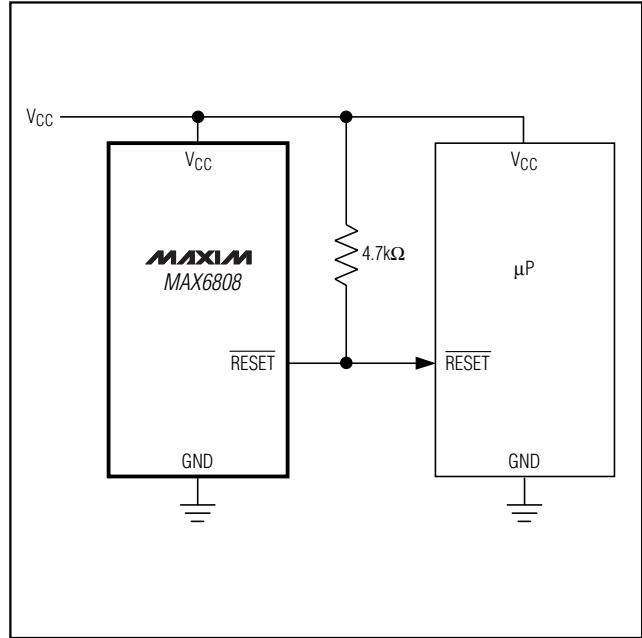 VCC
VCC
MAXIM
MAX6808
RESET
GND
4.7kΩ
VCC
μP
RESET
GND